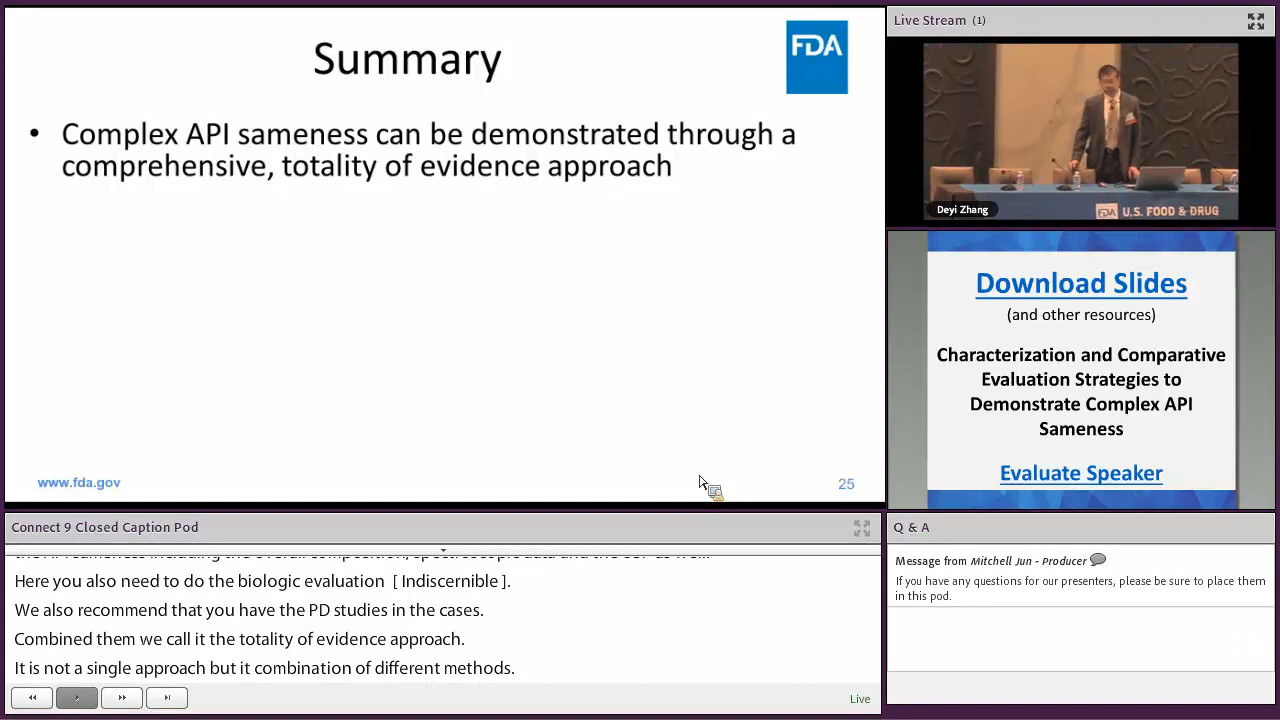 Summary
FDA
• Complex API sameness can be demonstrated through a
comprehensive, totality of evidence approach
www.fda.gov
25
Live Stream (1)
Deyi Zhang
FDA U.S. FOOD & DRUG
Download Slides
(and other resources)
Characterization and Comparative
Evaluation Strategies to
Demonstrate Complex API
Sameness
Evaluate Speaker
Connect 9 Closed Caption Pod
Here you also need to do the biologic evaluation [ Indiscernible ].
We also recommend that you have the PD studies in the cases.
Combined them we call it the totality of evidence approach.
It is not a single approach but it combination of different methods.
Live
Q & A
Message from Mitchell Jun - Producer
If you have any questions for our presenters, please be sure to place them
in this pod.